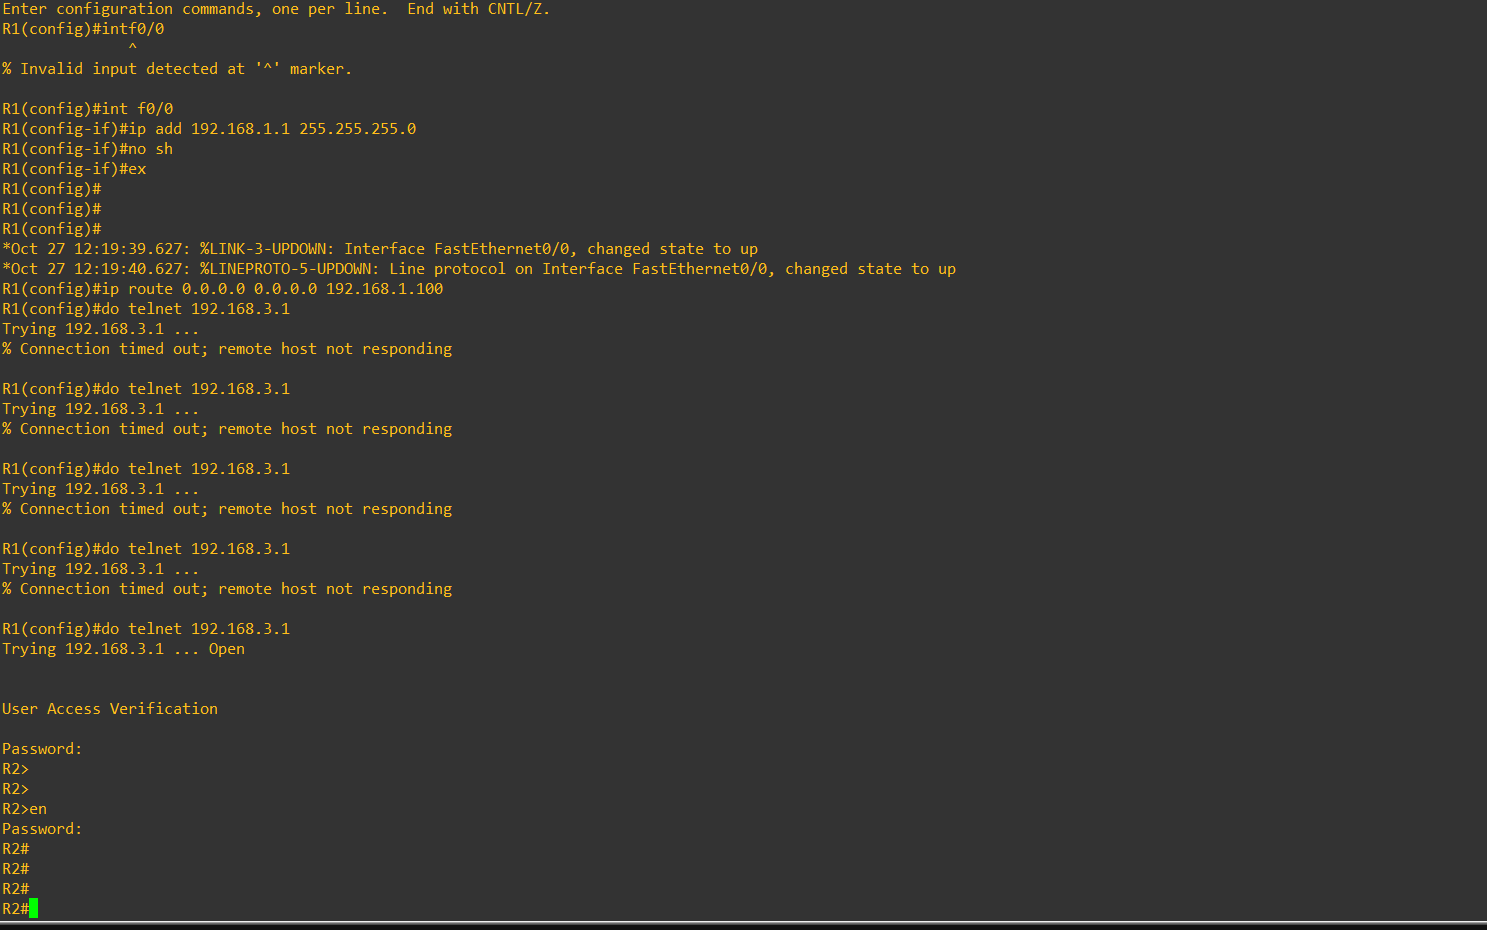 Enter configuration commands, one per line.  End with CNTL/Z.
R1(config)#intf0/0
              ^
% Invalid input detected at '^' marker.

R1(config)#int f0/0
R1(config-if)#ip add 192.168.1.1 255.255.255.0
R1(config-if)#no sh
R1(config-if)#ex
R1(config)#
R1(config)#
R1(config)#
*Oct 27 12:19:39.627: %LINK-3-UPDOWN: Interface FastEthernet0/0, changed state to up
*Oct 27 12:19:40.627: %LINEPROTO-5-UPDOWN: Line protocol on Interface FastEthernet0/0, changed state to up
R1(config)#ip route 0.0.0.0 0.0.0.0 192.168.1.100
R1(config)#do telnet 192.168.3.1
Trying 192.168.3.1 ...
% Connection timed out; remote host not responding

R1(config)#do telnet 192.168.3.1
Trying 192.168.3.1 ...
% Connection timed out; remote host not responding

R1(config)#do telnet 192.168.3.1
Trying 192.168.3.1 ...
% Connection timed out; remote host not responding

R1(config)#do telnet 192.168.3.1
Trying 192.168.3.1 ...
% Connection timed out; remote host not responding

R1(config)#do telnet 192.168.3.1
Trying 192.168.3.1 ... Open


User Access Verification

Password:
R2>
R2>
R2>en
Password:
R2#
R2#
R2#
R2#